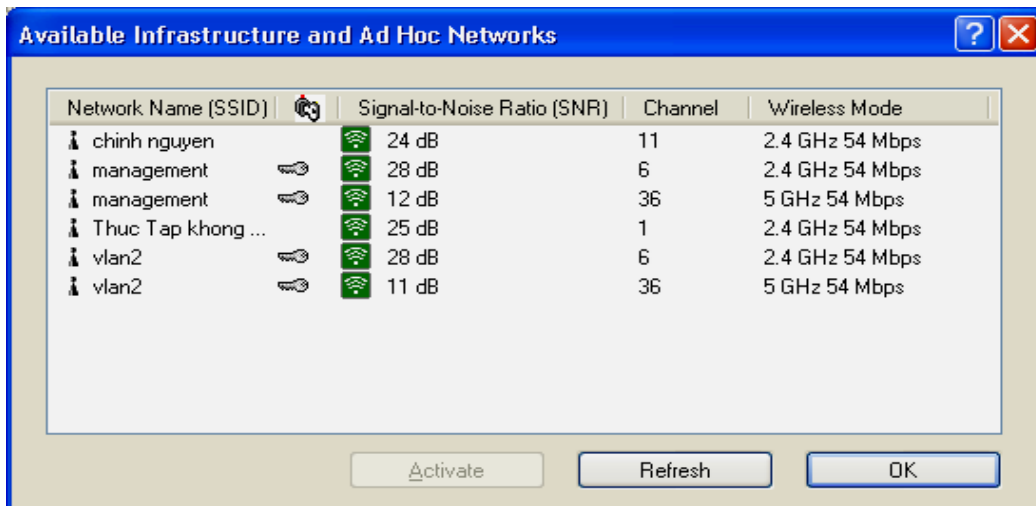 Available Infrastructure and Ad Hoc Networks
Network Name (SSID) Signal-to-Noise Ratio (SNR) Channel Wireless Mode
chinh nguyen 24 dB 11 2.4 GHz 54 Mbps
management 28 dB 6 2.4 GHz 54 Mbps
management 12 dB 36 5 GHz 54 Mbps
Thuc Tap khong ... 25 dB 1 2.4 GHz 54 Mbps
vlan2 28 dB 6 2.4 GHz 54 Mbps
vlan2 11 dB 36 5 GHz 54 Mbps
Activate Refresh OK